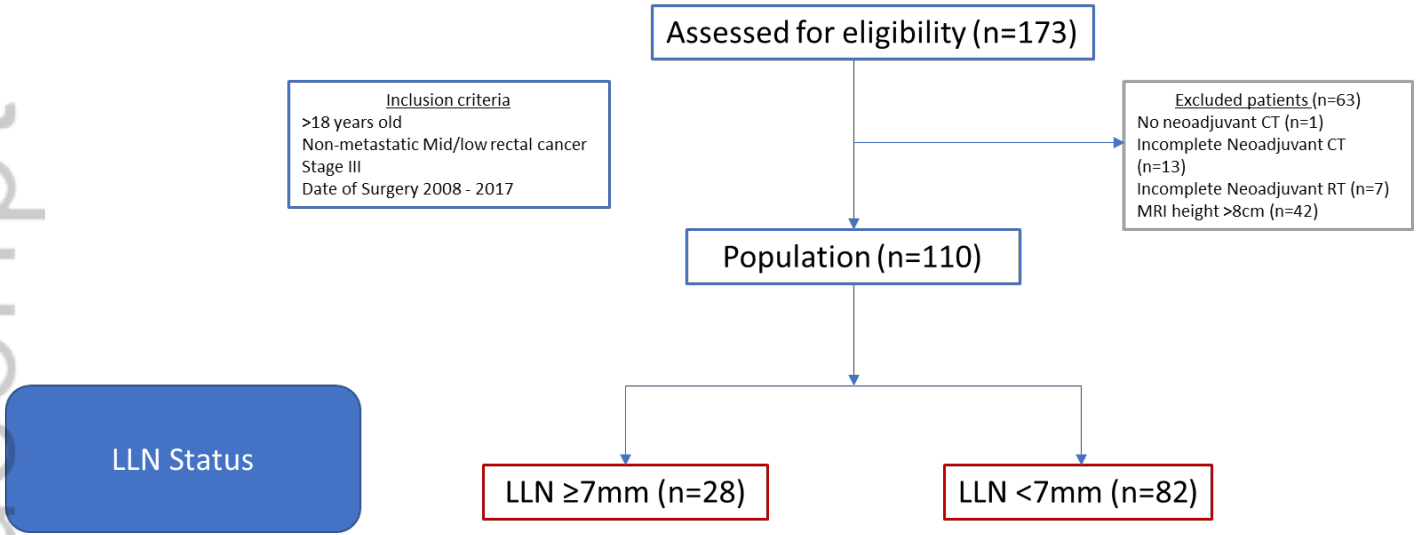 Assessed for eligibility (n=173)
Inclusion criteria
>18 years old
Non-metastatic Mid/low rectal cancer
Stage III
Date of Surgery 2008 - 2017
Excluded patients (n=63)
No neoadjuvant CT (n=1)
Incomplete Neoadjuvant CT
(n=13)
Incomplete Neoadjuvant RT (n=7)
MRI height >8cm (n=42)
Population (n=110)
LLN Status
LLN ≥7mm (n=28)
LLN <7mm (n=82)